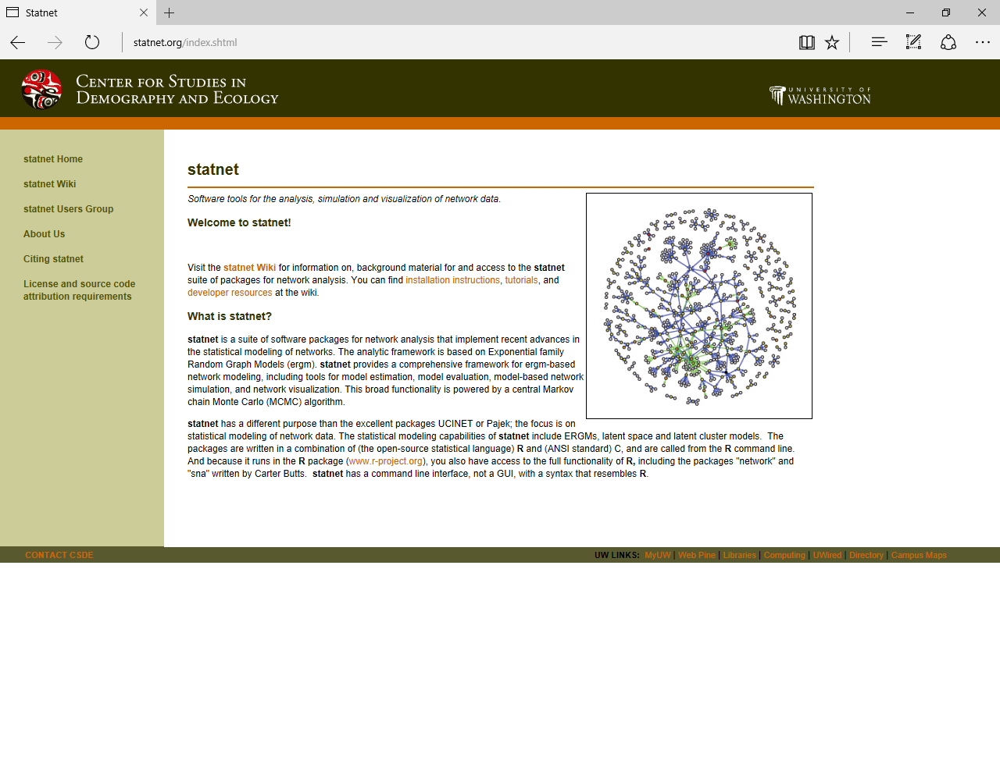 Statnet
statnet.org/index.shtml
CENTER FOR STUDIES IN
DEMOGRAPHY AND ECOLOGY
UNIVERSITY OF
WASHINGTON
statnet Home
statnet Wiki
statnet Users Group
About Us
Citing statnet
License and source code
attribution requirements
statnet
Software tools for the analysis, simulation and visualization of network data.
Welcome to statnet!
Visit the statnet Wiki for information on, background material for and access to the statnet
suite of packages for network analysis. You can find installation instructions, tutorials, and
developer resources at the wiki.
What is statnet?
statnet is a suite of software packages for network analysis that implement recent advances in
the statistical modeling of networks. The analytic framework is based on Exponential family
Random Graph Models (ergm). statnet provides a comprehensive framework for ergm-based
network modeling, including tools for model estimation, model evaluation, model-based network
simulation, and network visualization. This broad functionality is powered by a central Markov
chain Monte Carlo (MCMC) algorithm.
statnet has a different purpose than the excellent packages UCINET or Pajek; the focus is on
statistical modeling of network data. The statistical modeling capabilities of statnet include ERGMs, latent space and latent cluster models. The
packages are written in a combination of (the open-source statistical language) R and (ANSI standard) C, and are called from the R command line.
And because it runs in the R package (www.r-project.org), you also have access to the full functionality of R, including the packages "network" and
"sna" written by Carter Butts. statnet has a command line interface, not a GUI, with a syntax that resembles R.
CONTACT CSDE
UW LINKS: MyUW | Web Pine | Libraries | Computing | UWired | Directory | Campus Maps